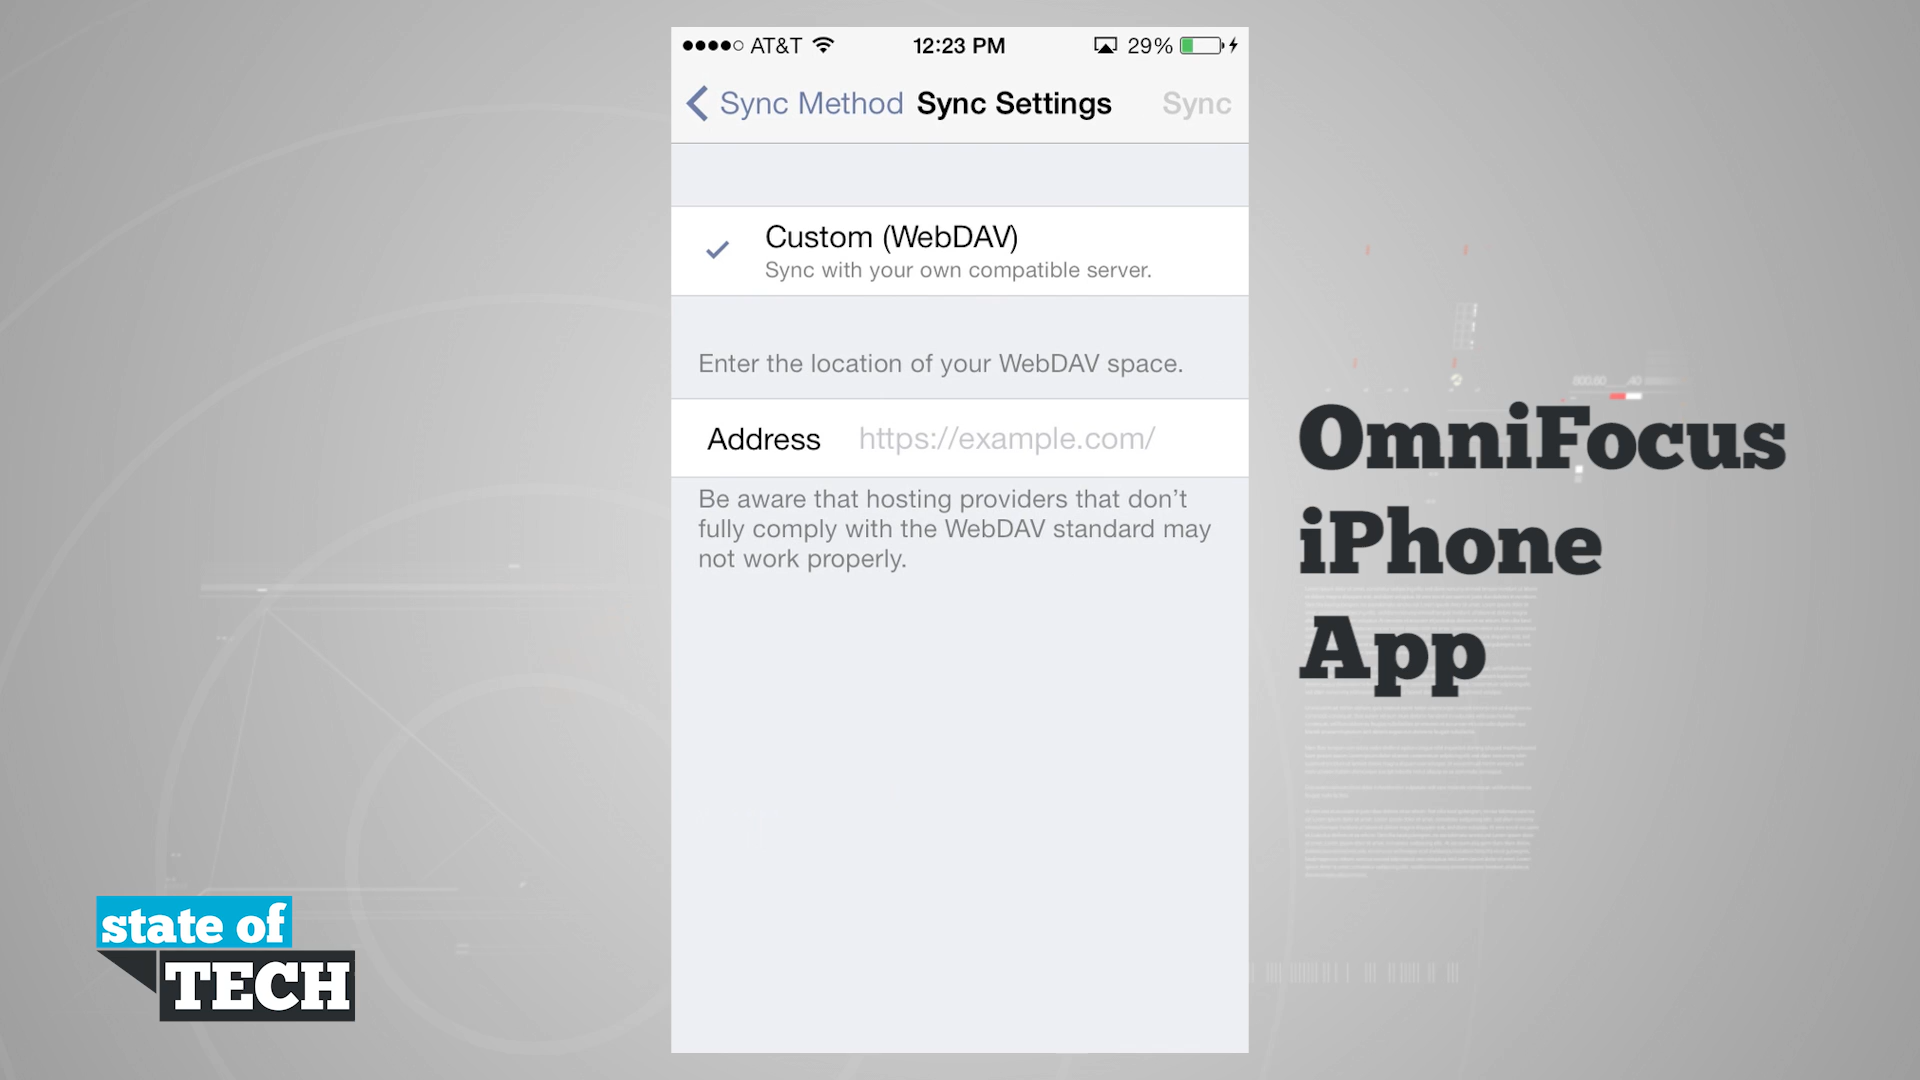 AT&T
12:23 PM
29%
Sync Method
Sync Settings
Sync
Custom (WebDAV)
Sync with your own compatible server.
Enter the location of your WebDAV space.
Address
https://example.com/
Be aware that hosting providers that don’t
fully comply with the WebDAV standard may
not work properly.
OmniFocus
iPhone
App
state of
TECH